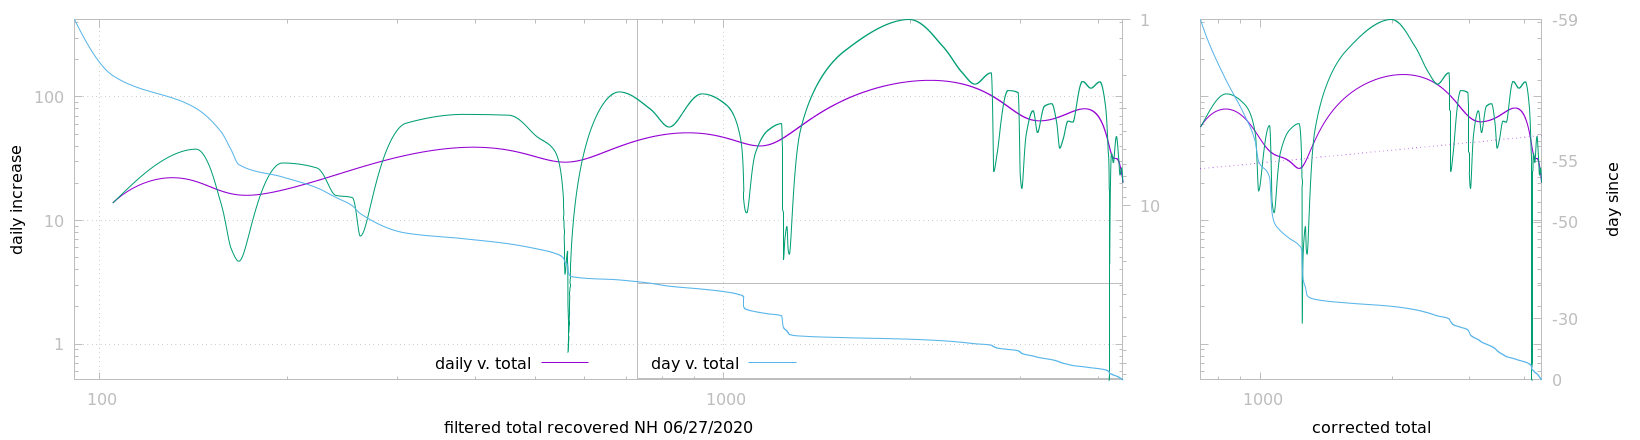 daily increase
100
10
1
1
10
daily v. total
day v. total
100
1000
filtered total recovered NH 06/27/2020
-59
-55
-50
-30
0
day since
1000
corrected total